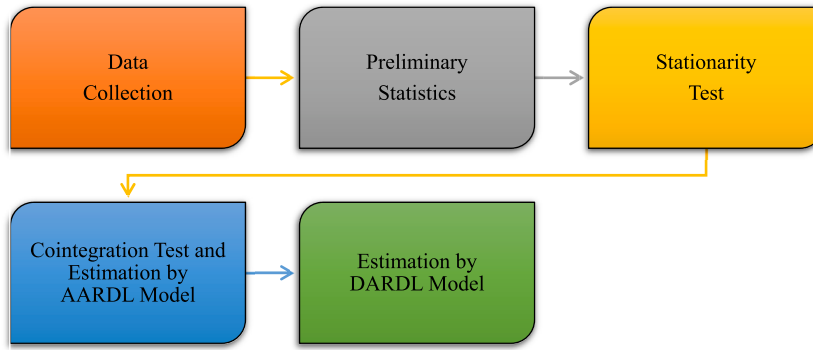 Data
Collection
Preliminary
Statistics
Stationarity
Test
Cointegration Test and
Estimation by
AARDL Model
Estimation by
DARDL Model